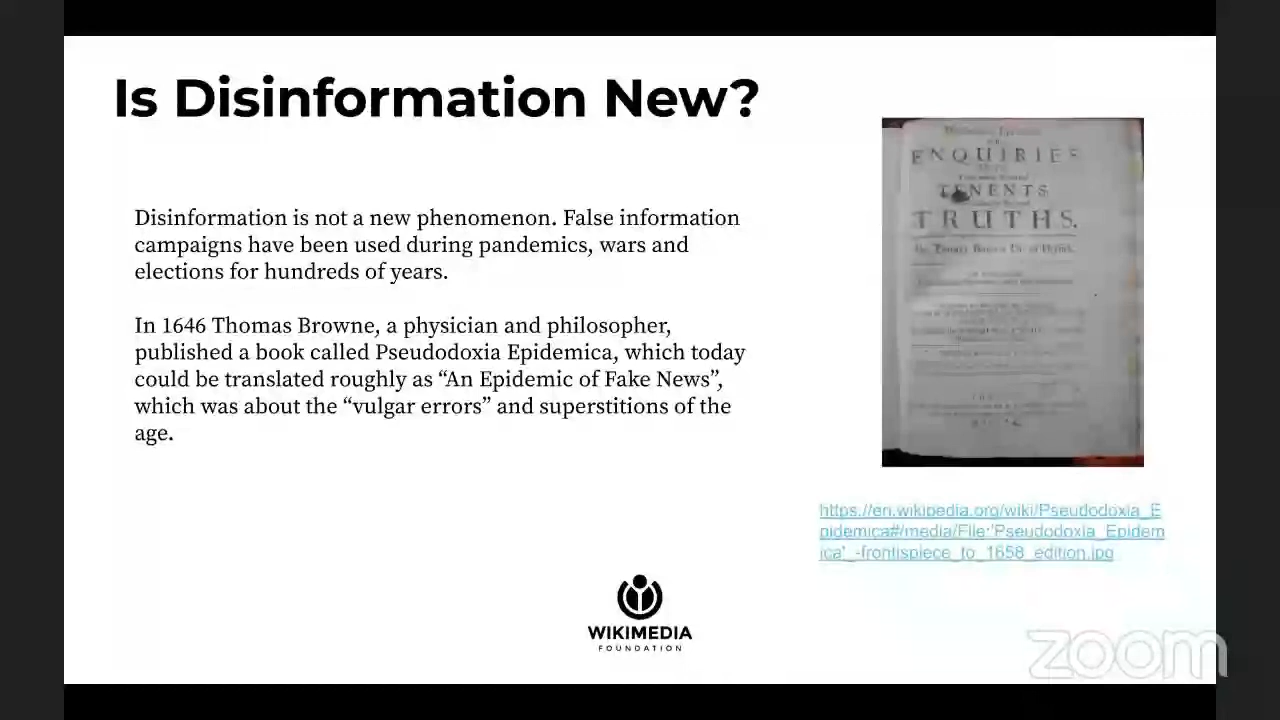 Is Disinformation New?
Disinformation is not a new phenomenon. False information
campaigns have been used during pandemics, wars and
elections for hundreds of years.
In 1646 Thomas Browne, a physician and philosopher,
published a book called Pseudodoxia Epidemica, which today
could be translated roughly as “An Epidemic of Fake News”,
which was about the “vulgar errors” and superstitions of the
age.
ENQUIRIES
TENENTS
TRUTHS.
https://en.wikipedia.org/wiki/Pseudodoxia_E
pidemica#/media/File:'Pseudodoxia_Epidem
ica'_-frontispiece_to_1658_edition.jpg
WIKIMEDIA
FOUNDATION
zoom